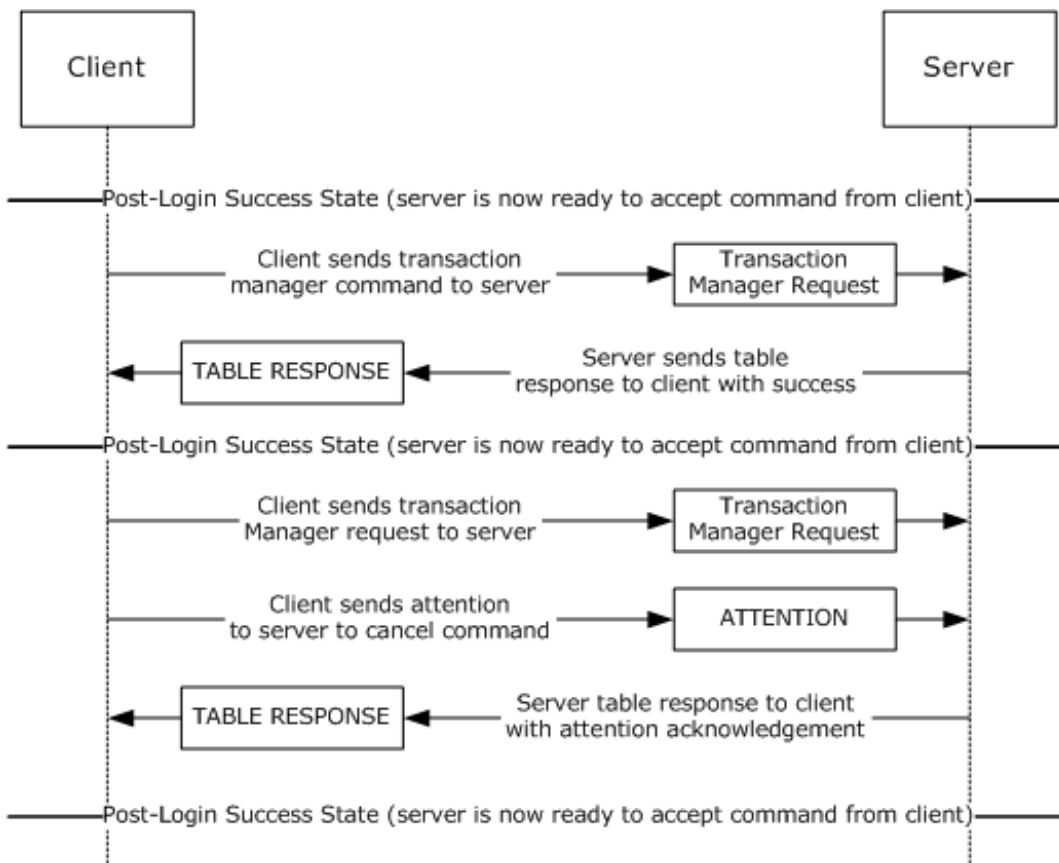 Client
Server
Post-Login Success State (server is now ready to accept command from client)
Client sends transaction
manager command to server
Transaction
Manager Request
TABLE RESPONSE
Server sends table
response to client with success
Post-Login Success State (server is now ready to accept command from client)
Client sends transaction
Manager request to server
Transaction
Manager Request
Client sends attention
to server to cancel command
ATTENTION
TABLE RESPONSE
Server table response to client
with attention acknowledgement
Post-Login Success State (server is now ready to accept command from client)